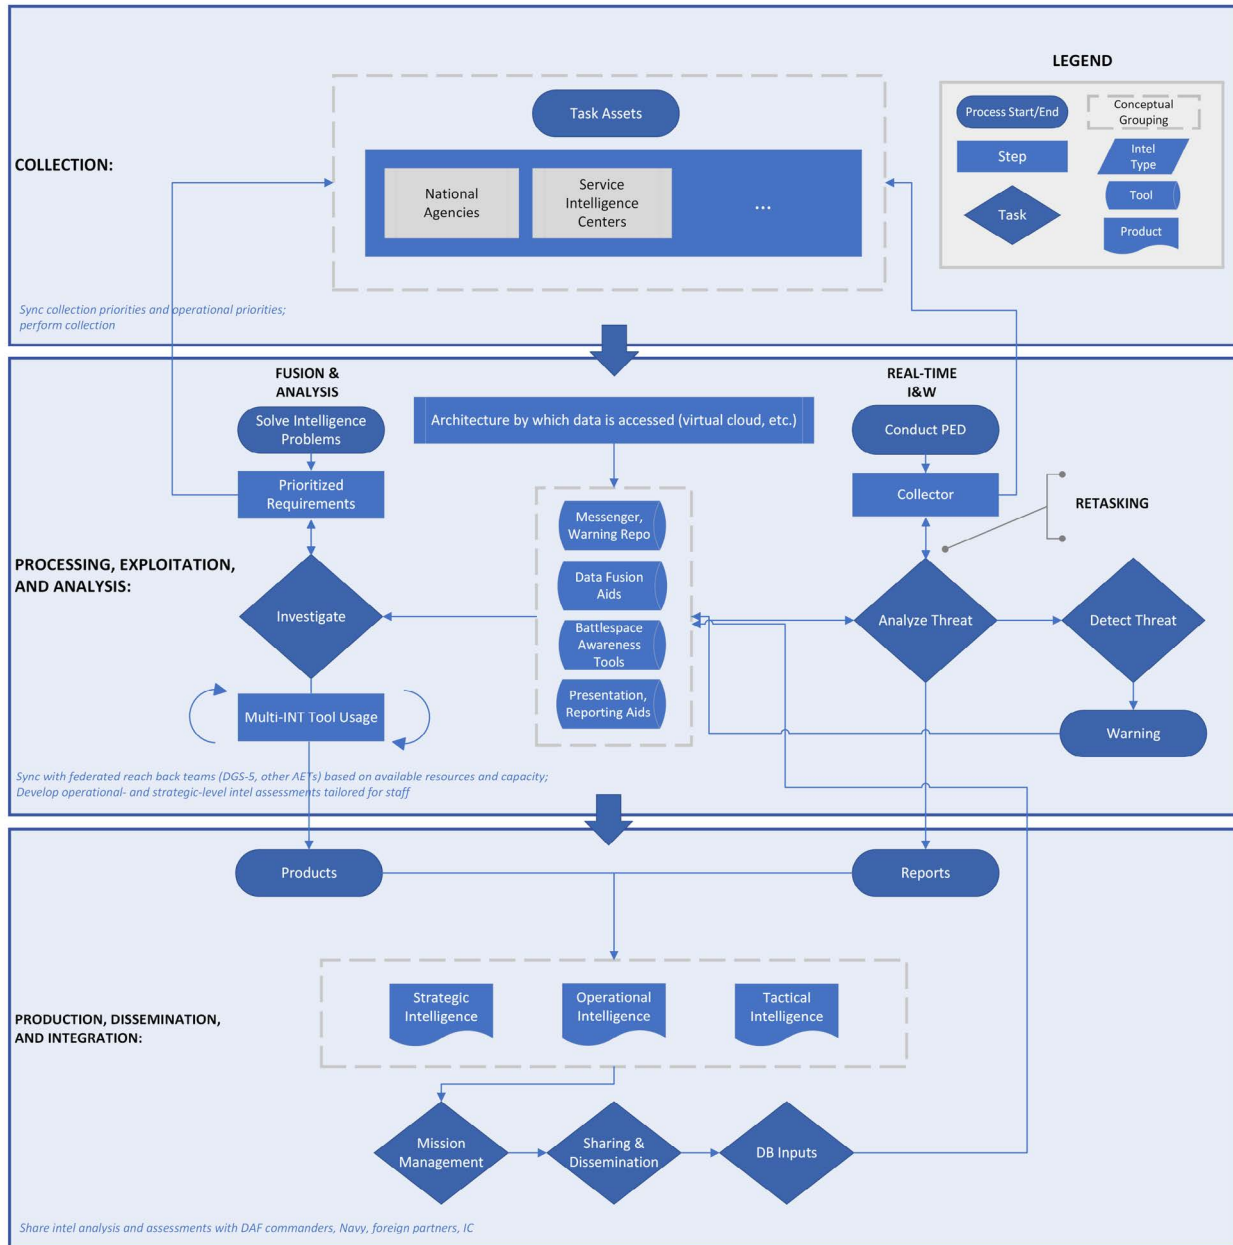 LEGEND
Process Start/End
Conceptual
Grouping
Step
Intel
Type
Task
Tool
Product
COLLECTION:
Task Assets
National
Agencies
Service
Intelligence
Centers
...
Sync collection priorities and operational priorities;
perform collection
FUSION &
ANALYSIS
REAL-TIME
I&W
Solve Intelligence
Problems
Architecture by which data is accessed (virtual cloud, etc.)
Conduct PED
Prioritized
Requirements
Collector
RETASKING
Messenger,
Warning Repo
PROCESSING, EXPLOITATION,
AND ANALYSIS:
Data Fusion
Aids
Investigate
Battlespace
Awareness
Tools
Analyze Threat
Detect Threat
Presentation,
Reporting Aids
Multi-INT Tool Usage
Warning
Sync with federated reach back teams (DGS-5, other AETs) based on available resources and capacity;
Develop operational- and strategic-level intel assessments tailored for staff
Products
Reports
Strategic
Intelligence
Operational
Intelligence
Tactical
Intelligence
PRODUCTION, DISSEMINATION,
AND INTEGRATION:
Mission
Management
Sharing &
Dissemination
DB Inputs
Share intel analysis and assessments with DAF commanders, Navy, foreign partners, IC